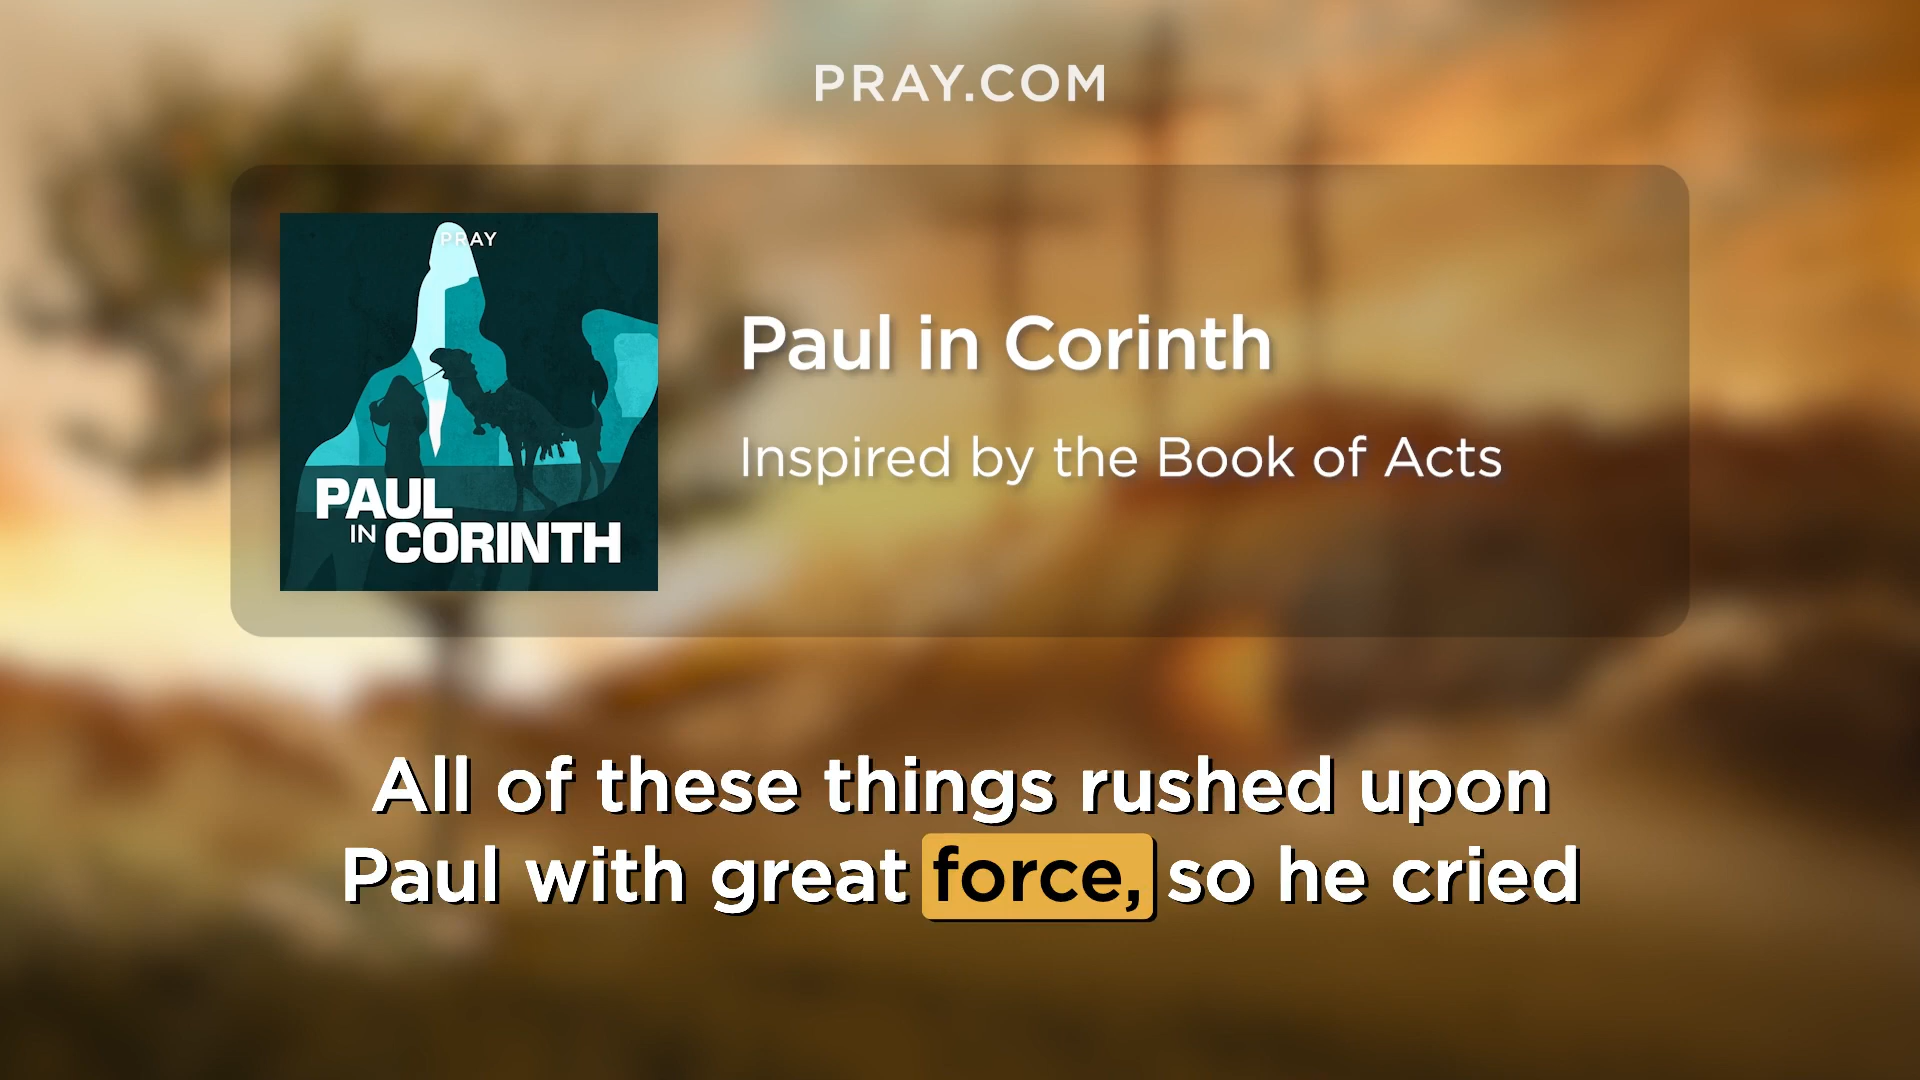 PRAY.COM
PRAY
PAUL
IN CORINTH
Paul in Corinth
Inspired by the Book of Acts
All of these things rushed upon
Paul with great force, so he cried